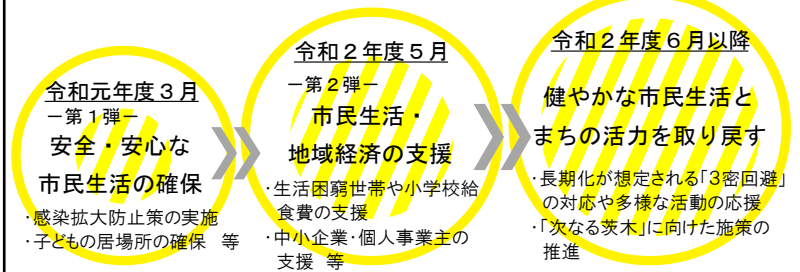 令和元年度３月
－第１弾－
安全・安心な
市民生活の確保
・感染拡大防止策の実施
・子どもの居場所の確保　等
令和２年度５月
－第２弾－
市民生活・
地域経済の支援
・生活困窮世帯や小学校給
食費の支援
・中小企業・個人事業主の
支援　等
令和２年度６月以降
健やかな市民生活と
まちの活力を取り戻す
・長期化が想定される「３密回避」
の対応や多様な活動の応援
・「次なる茨木」に向けた施策の
推進